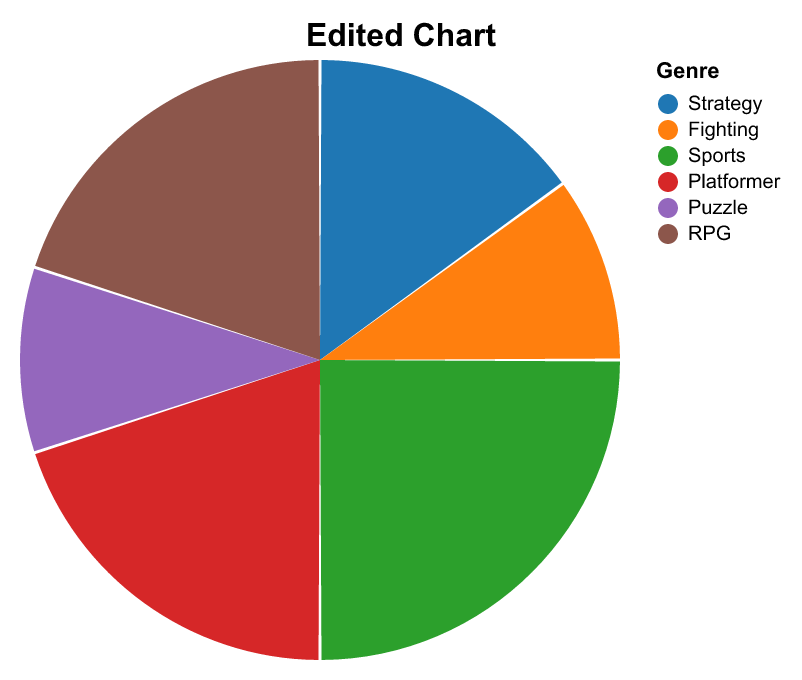 Edited Chart
Genre
Strategy
Fighting
Sports
Platformer
Puzzle
RPG